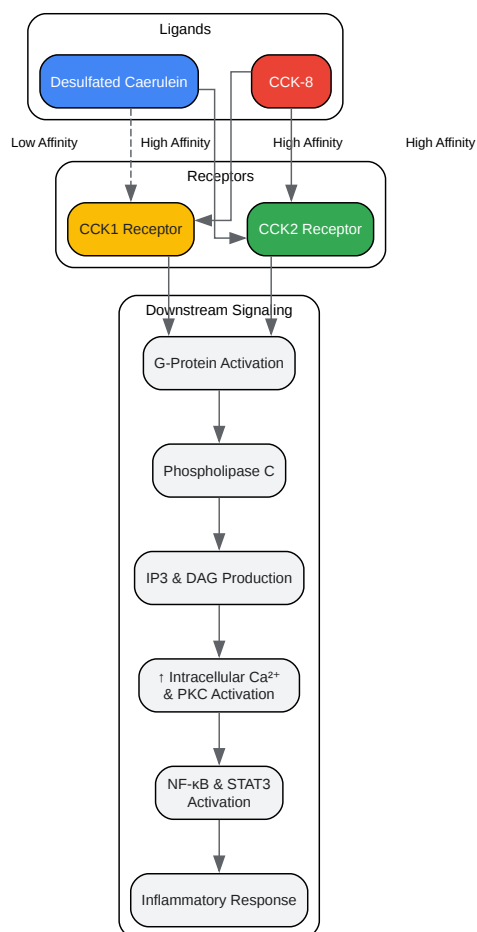 Ligands
Desulfated Caerulein
CCK-8
Low Affinity
High Affinity
High Affinity
High Affinity
Receptors
CCK1 Receptor
CCK2 Receptor
Downstream Signaling
G-Protein Activation
Phospholipase C
IP3 & DAG Production
↑ Intracellular Ca²⁺
& PKC Activation
NF-κB & STAT3
Activation
Inflammatory Response